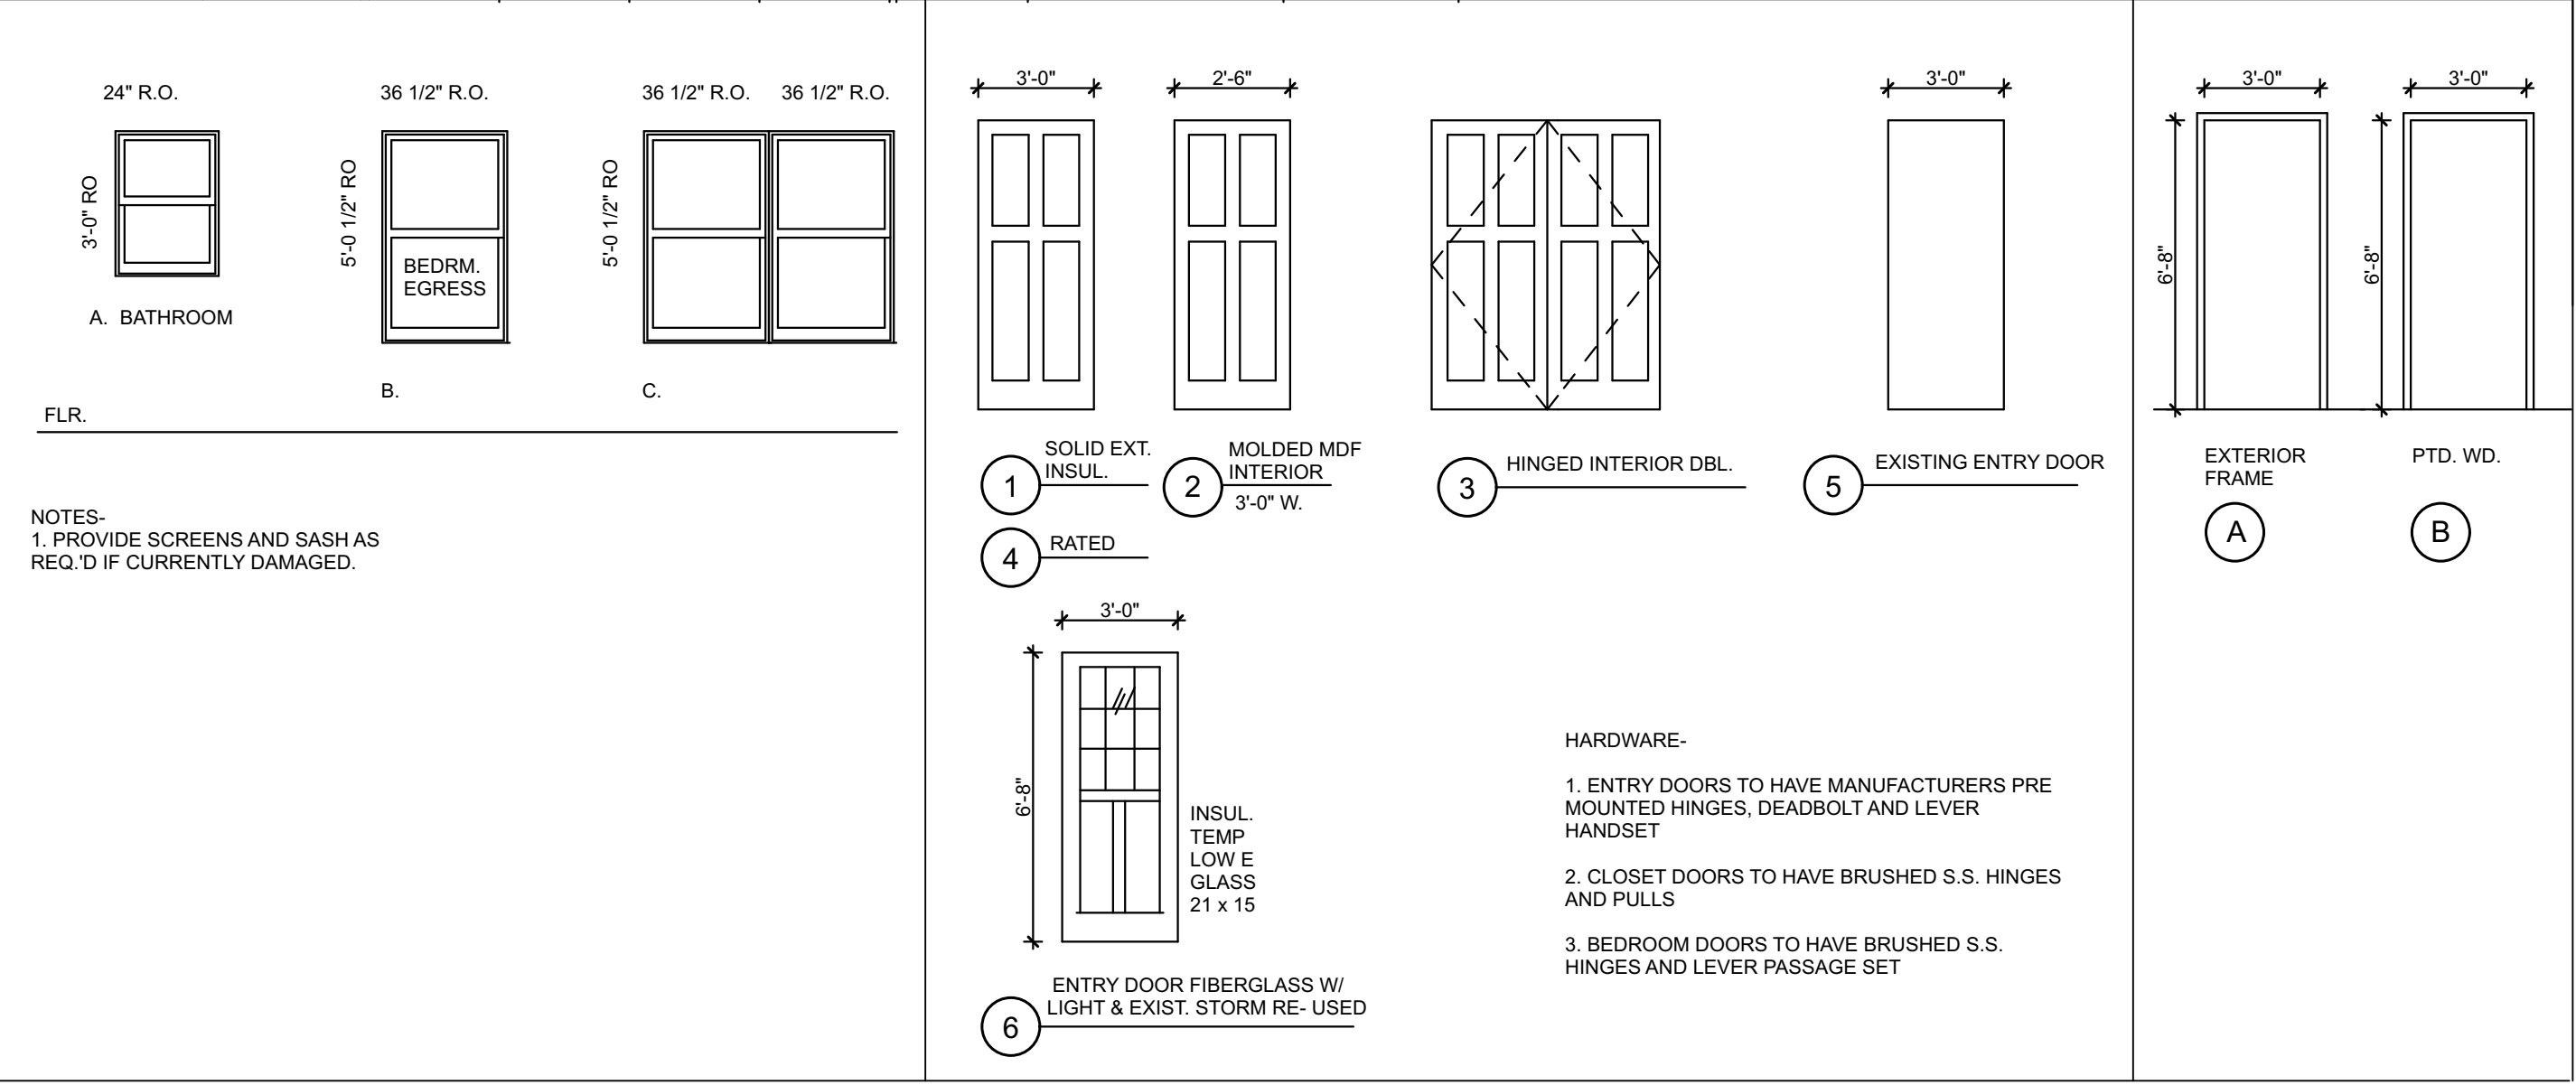 24" R.O.
3'-0" RO
A. BATHROOM
36 1/2" R.O.
5'-0 1/2" RO
BEDRM.
EGRESS
B.
36 1/2" R.O.
36 1/2" R.O.
5'-0 1/2" RO
C.
FLR.
NOTES-
1. PROVIDE SCREENS AND SASH AS
REQ.'D IF CURRENTLY DAMAGED.
3'-0"
1
SOLID EXT.
INSUL.
4
RATED
2'-6"
2
MOLDED MDF
INTERIOR
3'-0" W.
3
HINGED INTERIOR DBL.
3'-0"
5
EXISTING ENTRY DOOR
3'-0"
6'-8"
INSUL.
TEMP
LOW E
GLASS
21 x 15
6
ENTRY DOOR FIBERGLASS W/
LIGHT & EXIST. STORM RE- USED
HARDWARE-
1. ENTRY DOORS TO HAVE MANUFACTURERS PRE
MOUNTED HINGES, DEADBOLT AND LEVER
HANDSET
2. CLOSET DOORS TO HAVE BRUSHED S.S. HINGES
AND PULLS
3. BEDROOM DOORS TO HAVE BRUSHED S.S.
HINGES AND LEVER PASSAGE SET
3'-0"
6'-8"
EXTERIOR
FRAME
A
3'-0"
6'-8"
PTD. WD.
B